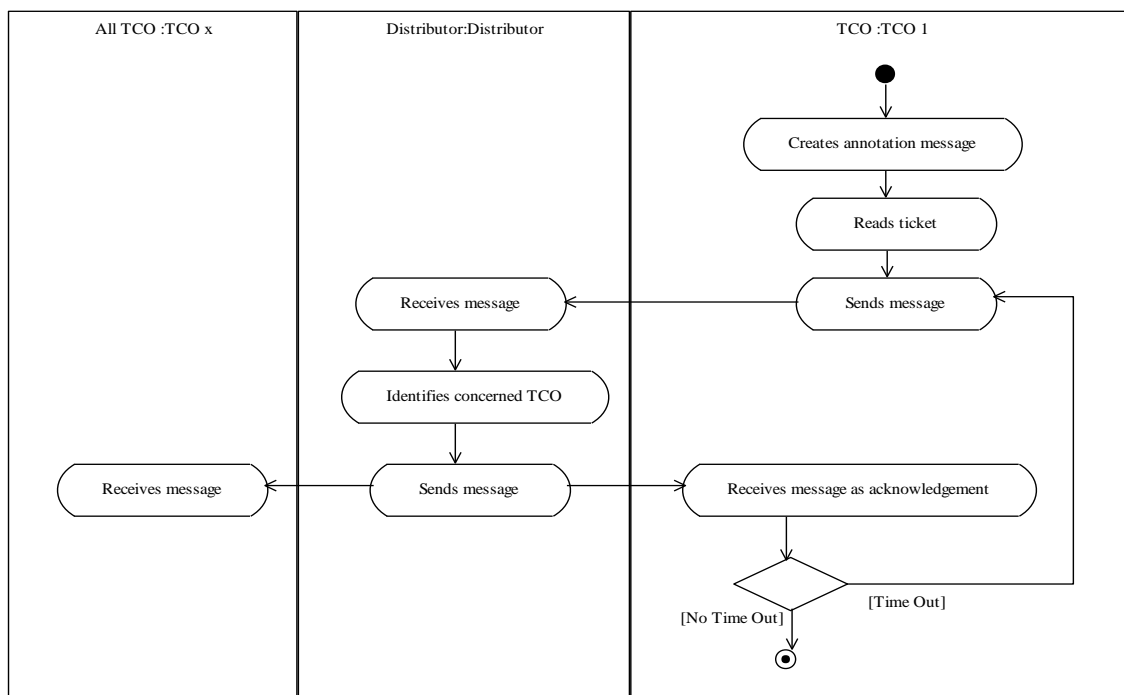 All TCO :TCO x
Distributor:Distributor
TCO :TCO 1
Creates annotation message
Reads ticket
Receives message
Sends message
Identifies concerned TCO
Receives message
Sends message
Receives message as acknowledgement
[No Time Out]
[Time Out]